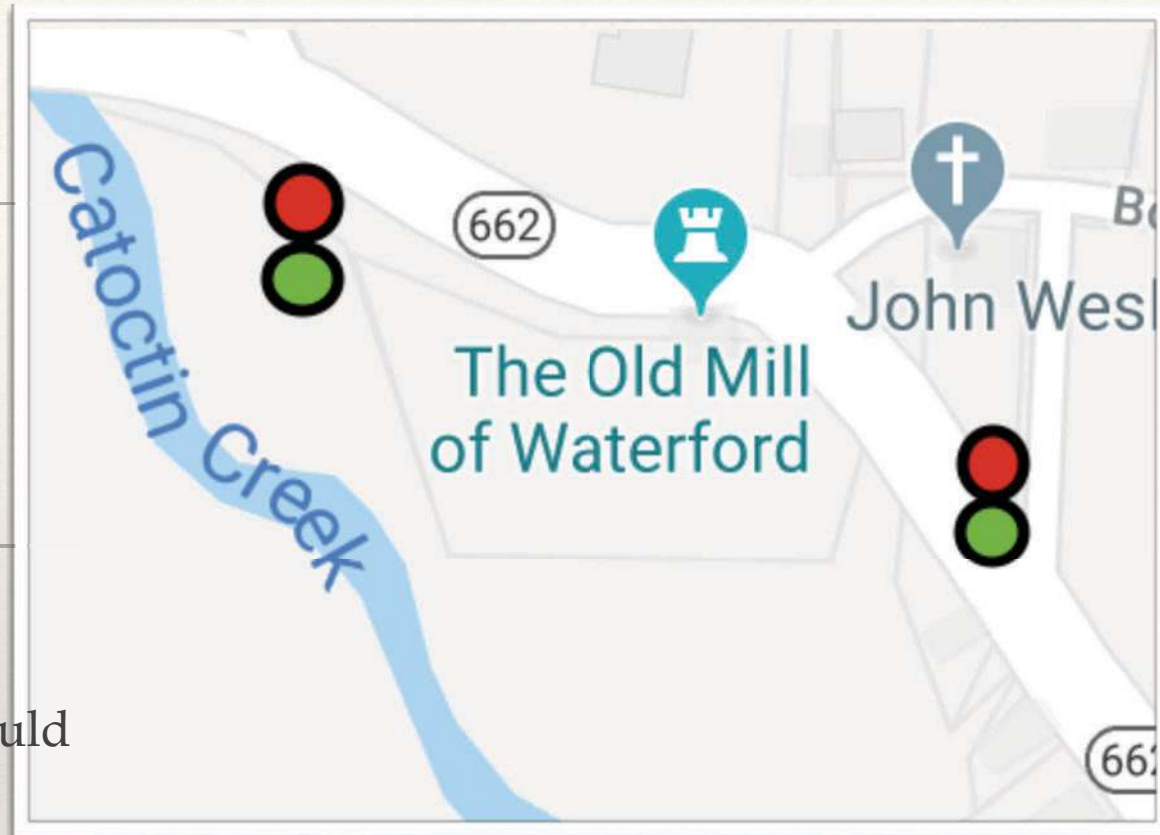 Catoctin Creek
662
Bo
John Wesl
The Old Mill
of Waterford
uld
662